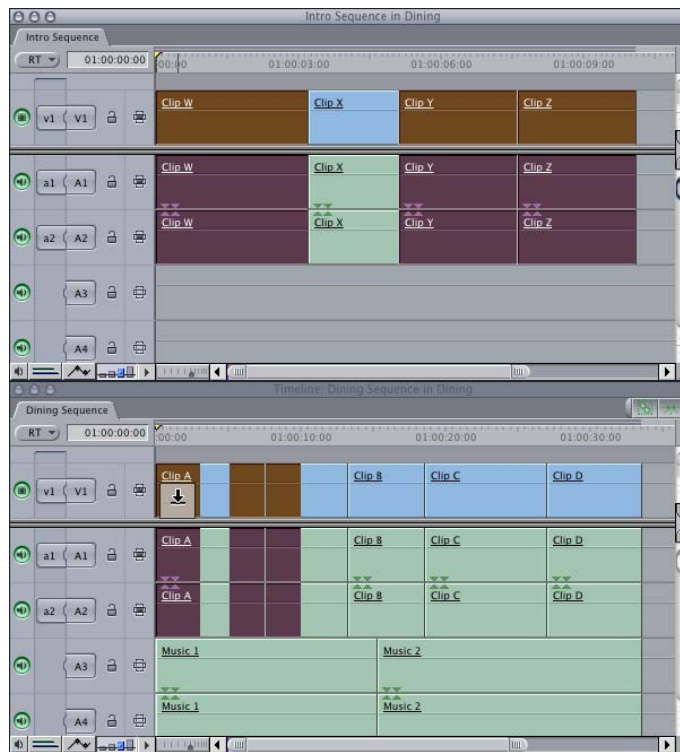 Intro Sequence in Dining
Intro Sequence
RT 01:00:00:00 00:00 01:00:03:00 01:00:06:00 01:00:09:00
v1 V1 Clip W Clip X Clip Y Clip Z
a1 A1 Clip W Clip X Clip Y Clip Z
a2 A2 Clip W Clip X Clip Y Clip Z
A3
A4
Timeline: Dining Sequence in Dining
Dining Sequence
RT 01:00:00:00 :00:00 01:00:10:00 01:00:20:00 01:00:30:00
v1 V1 Clip A Clip B Clip C Clip D
a1 A1 Clip A Clip B Clip C Clip D
a2 A2 Clip A Clip B Clip C Clip D
A3 Music 1 Music 2
A4 Music 1 Music 2